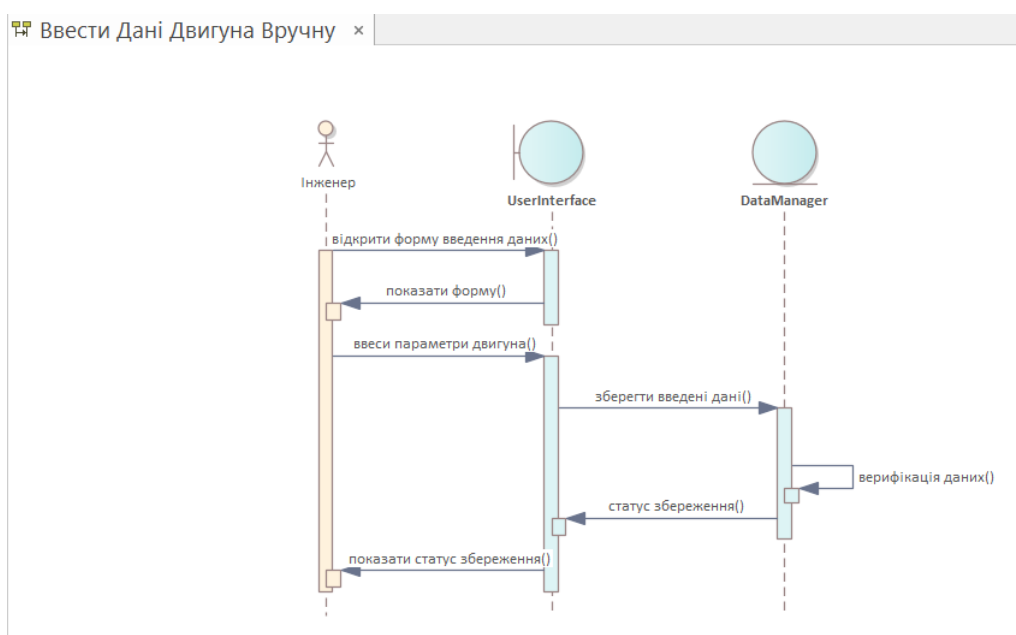 Ввести Дані Двигуна Вручну ×
Інженер
UserInterface
DataManager
відкрити форму введення даних()
показати форму()
ввеси параметри двигуна()
зберегти введені дані()
верифікація даних()
статус збереження()
показати статус збереження()